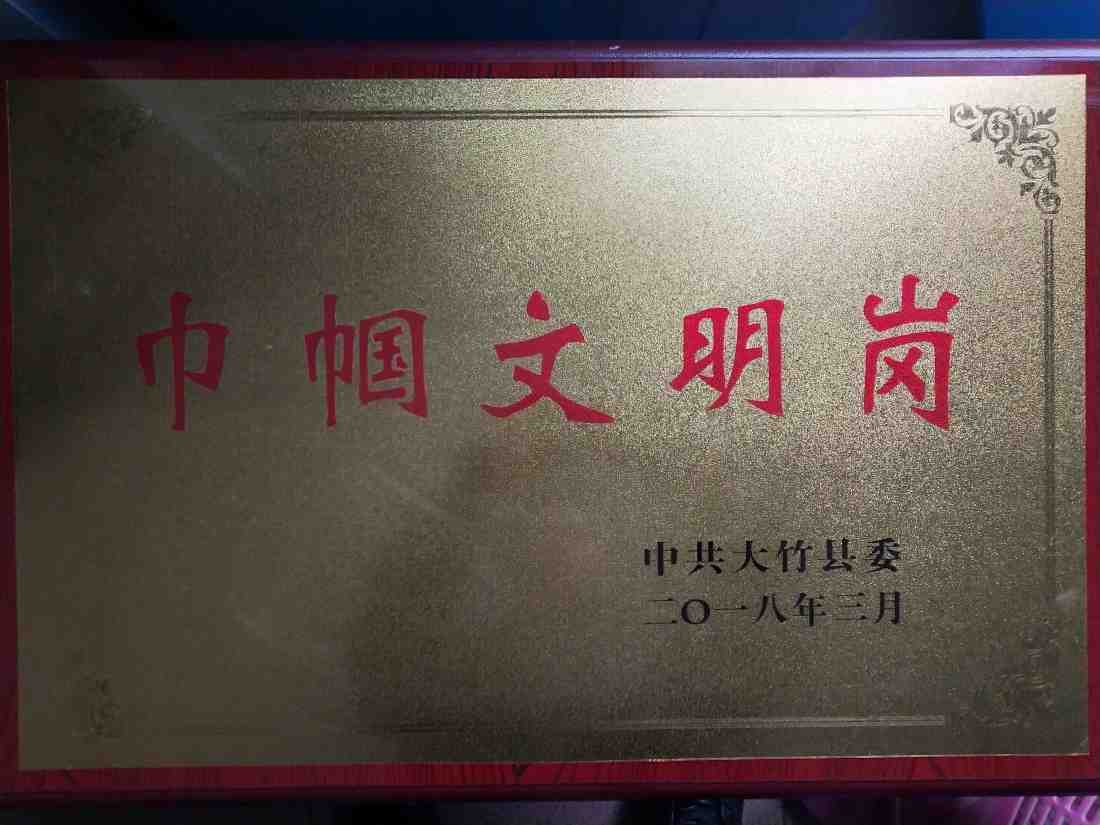 巾帼文明岗
中共大竹县委
二〇一八年三月